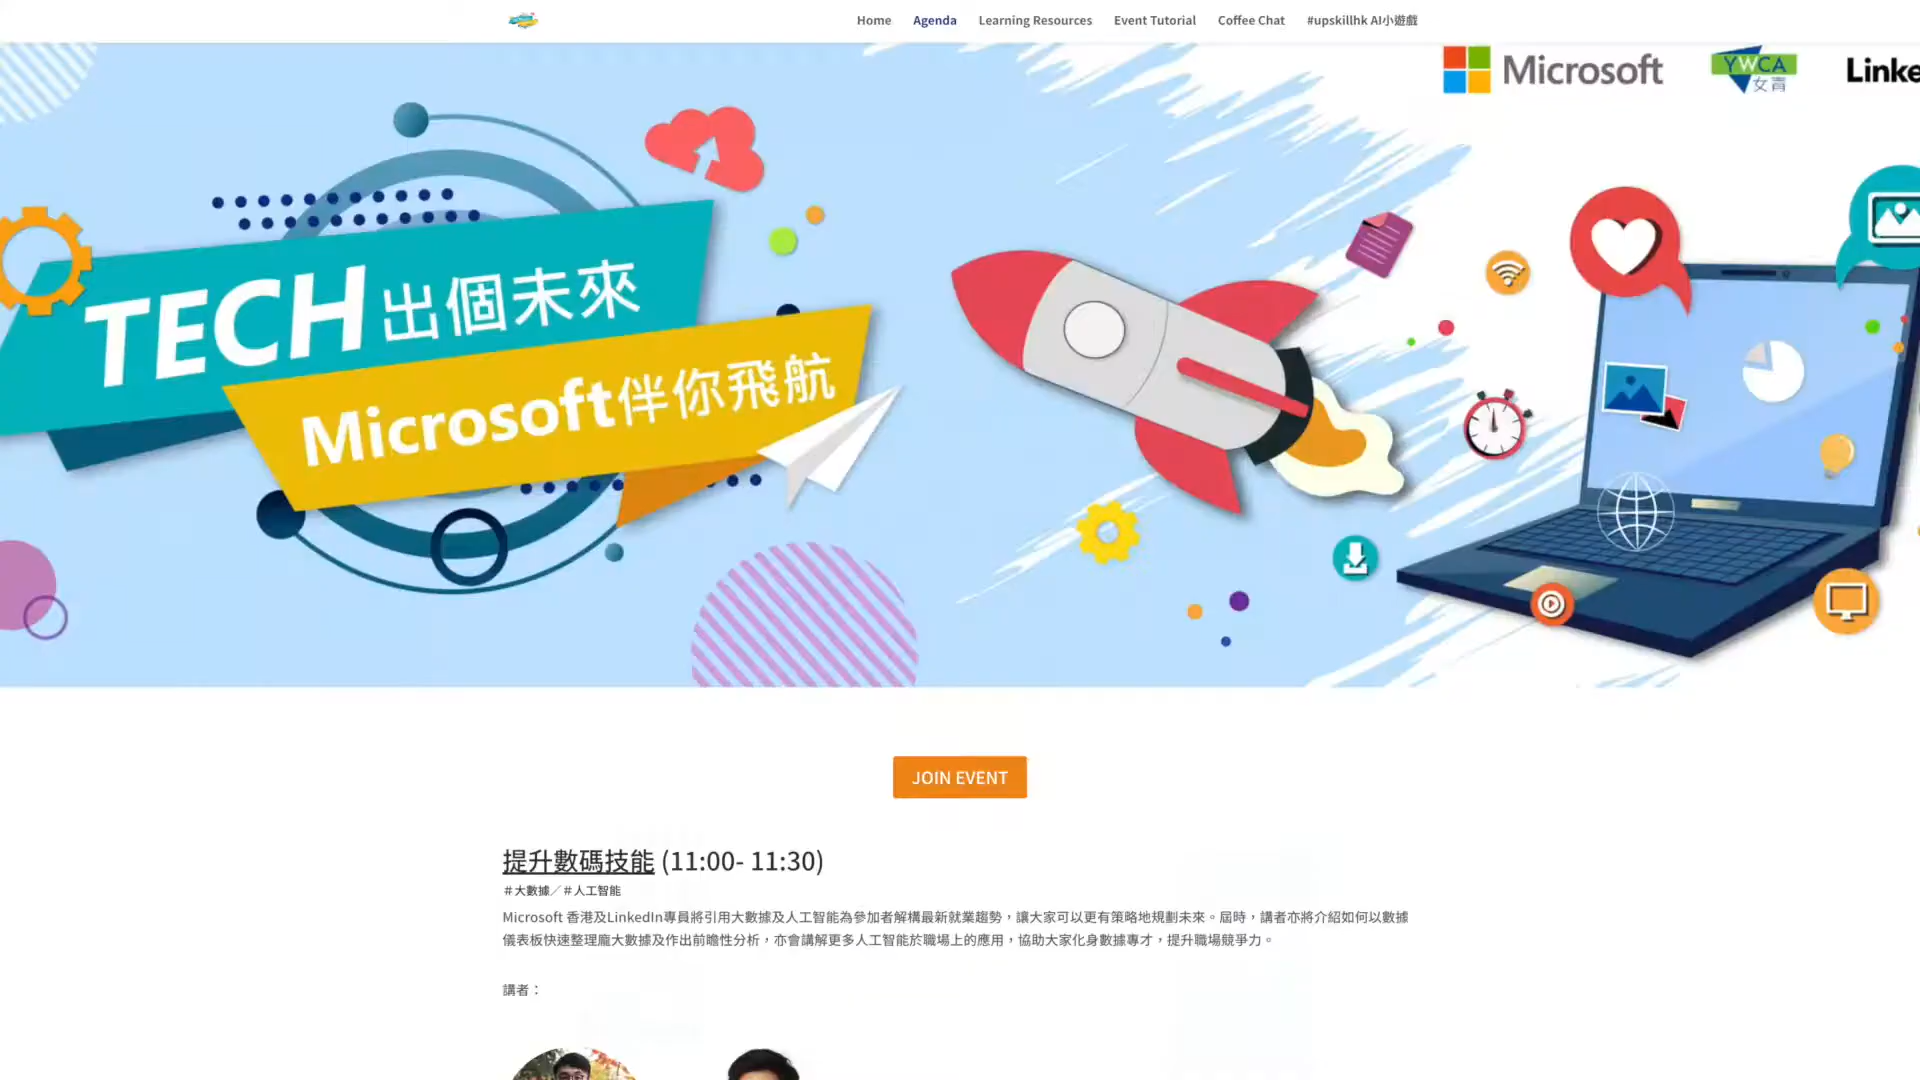 Home
Agenda
Learning Resources
Event Tutorial
Coffee Chat
#upskillhk AI小遊戲
Microsoft
YWCA
女青
Linke
TECH出個未來
Microsoft伴你飛航
JOIN EVENT
提升數碼技能 (11:00- 11:30)
＃大數據／＃人工智能
Microsoft 香港及LinkedIn專員將引用大數據及人工智能為參加者解構最新就業趨勢，讓大家可以更有策略地規劃未來。屆時，講者亦將介紹如何以數據
儀表板快速整理龐大數據及作出前瞻性分析，亦會講解更多人工智能於職場上的應用，協助大家化身數據專才，提升職場競爭力。
講者：